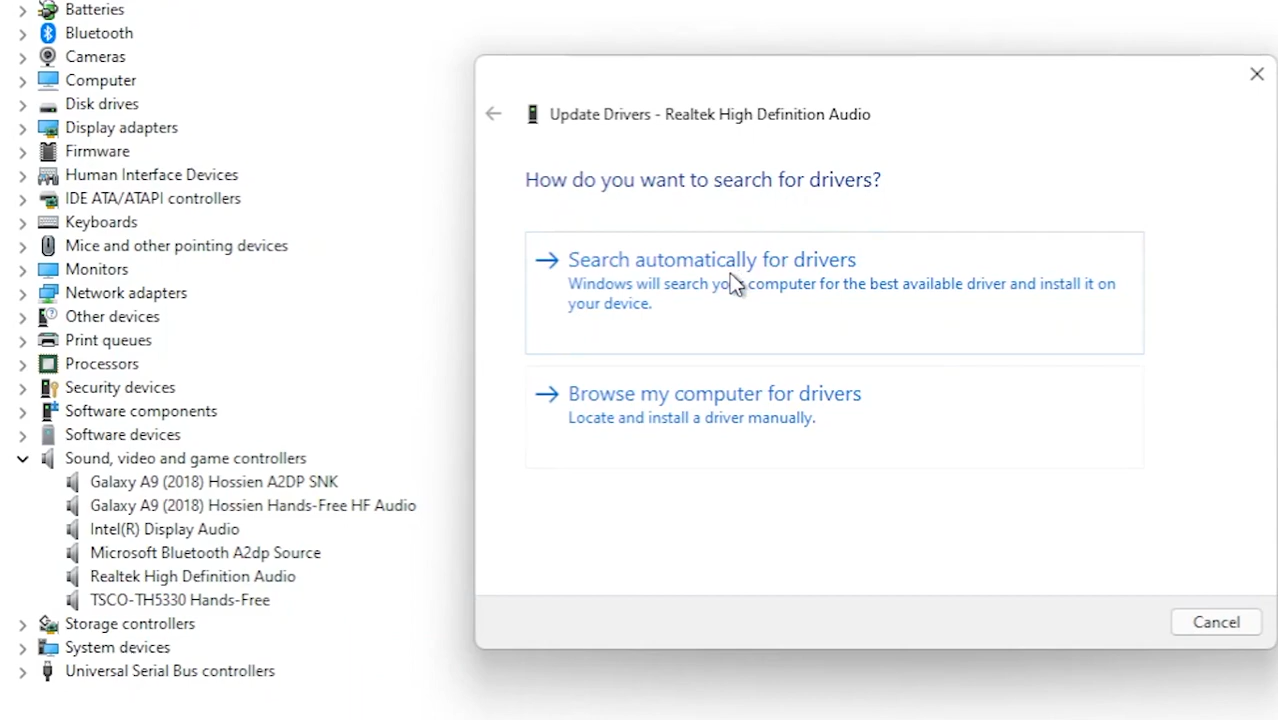 Batteries
Bluetooth
Cameras
Computer
Disk drives
Display adapters
Firmware
Human Interface Devices
IDE ATA/ATAPI controllers
Keyboards
Mice and other pointing devices
Monitors
Network adapters
Other devices
Print queues
Processors
Security devices
Software components
Software devices
Sound, video and game controllers
Galaxy A9 (2018) Hossien A2DP SNK
Galaxy A9 (2018) Hossien Hands-Free HF Audio
Intel(R) Display Audio
Microsoft Bluetooth A2dp Source
Realtek High Definition Audio
TSCO-TH5330 Hands-Free
Storage controllers
System devices
Universal Serial Bus controllers
Update Drivers - Realtek High Definition Audio
How do you want to search for drivers?
Search automatically for drivers
Windows will search your computer for the best available driver and install it on
your device.
Browse my computer for drivers
Locate and install a driver manually.
Cancel